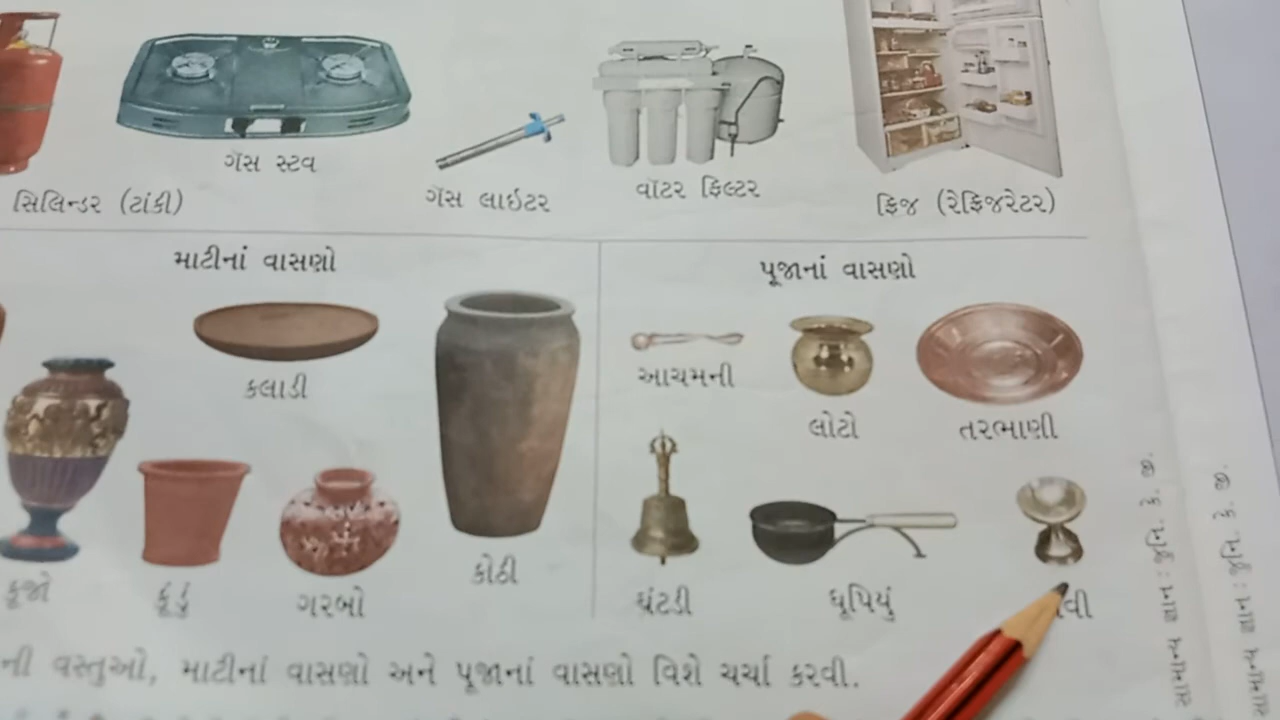 ગૅસ સ્ટવ
સિલિન્ડર (ટાંકી)
ગૅસ લાઇટર
વૉટર ફિલ્ટર
ફ્રિજ (રેફ્રિજરેટર)
માટીનાં વાસણો
કલાડી
કૂજો
કૂંડું
ગરબો
કોઠી
પૂજાનાં વાસણો
આચમની
લોટો
તરભાણી
ઘંટડી
ધૂપિયું
ની વસ્તુઓ, માટીનાં વાસણો અને પૂજાનાં વાસણો વિશે ચર્ચા કરવી.
સામાન્ય જ્ઞાન : જુનિ. કે. જી.
સામાન્ય જ્ઞાન : જુનિ. કે. જી.